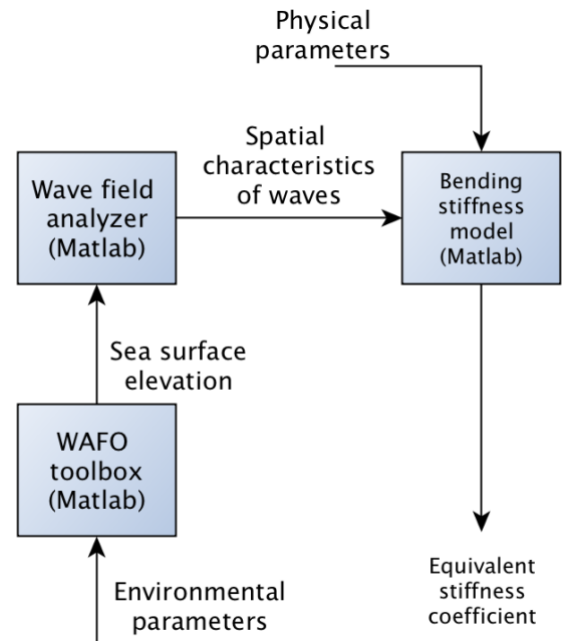 Physical
parameters
Spatial
characteristics
of waves
Wave field
analyzer
(Matlab)
Bending
stiffness
model
(Matlab)
Sea surface
elevation
WAFO
toolbox
(Matlab)
Environmental
parameters
Equivalent
stiffness
coefficient